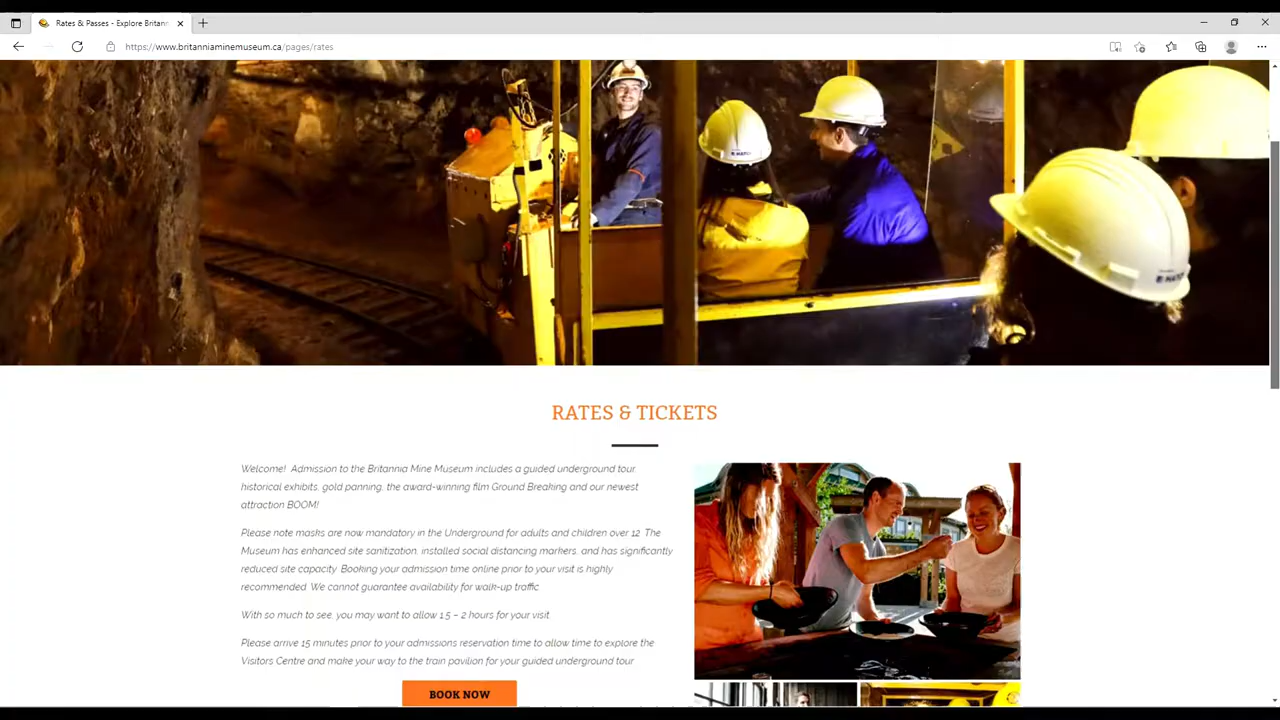 Rates & Passes - Explore Britann
https://www.britanniaminemuseum.ca/pages/rates
RATES & TICKETS
Welcome! Admission to the Britannia Mine Museum includes a guided underground tour,
historical exhibits, gold panning, the award-winning film Ground Breaking and our newest
attraction BOOM!
Please note masks are now mandatory in the Underground for adults and children over 12. The
Museum has enhanced site sanitization, installed social distancing markers, and has significantly
reduced site capacity. Booking your admission time online prior to your visit is highly
recommended. We cannot guarantee availability for walk-up traffic.
With so much to see, you may want to allow 1.5 – 2 hours for your visit
Please arrive 15 minutes prior to your admissions reservation time to allow time to explore the
Visitors Centre and make your way to the train pavilion for your guided underground tour
BOOK NOW